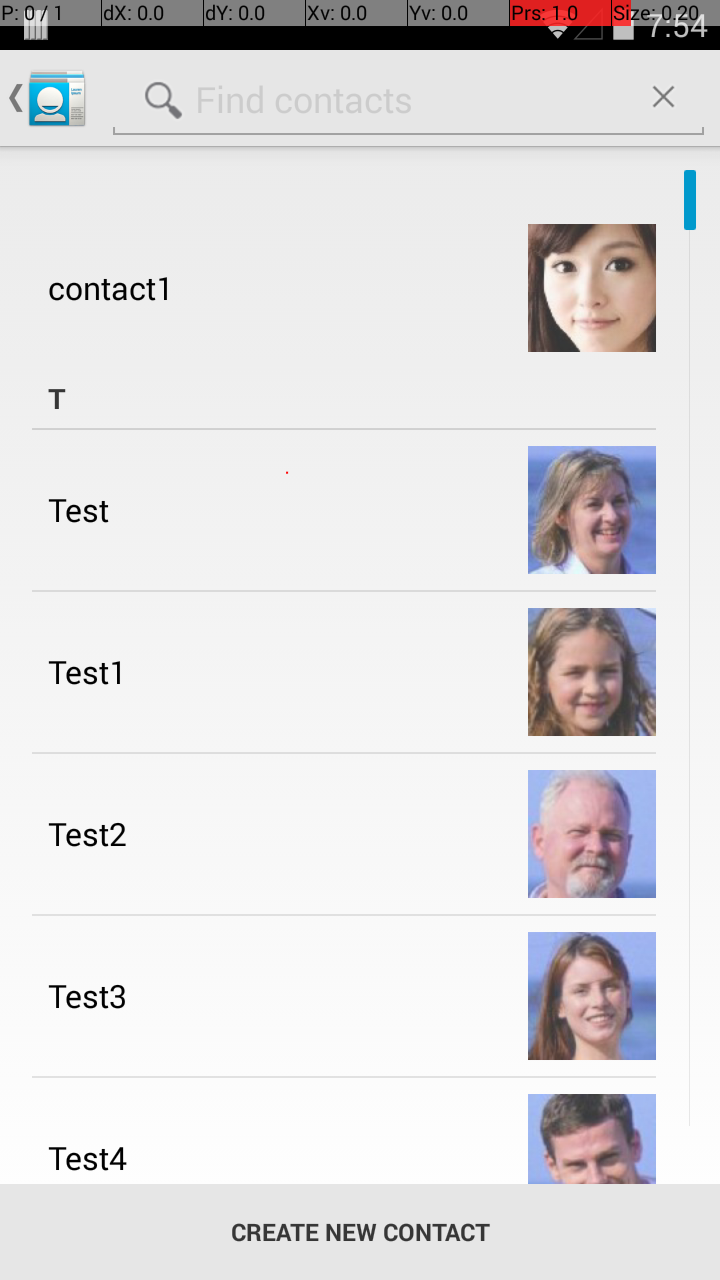 P: 0 / 1 dX: 0.0 dY: 0.0 Xv: 0.0 Yv: 0.0 Prs: 1.0 Size: 0.20
7:54
Find contacts
contact1
T
Test
Test1
Test2
Test3
Test4
CREATE NEW CONTACT